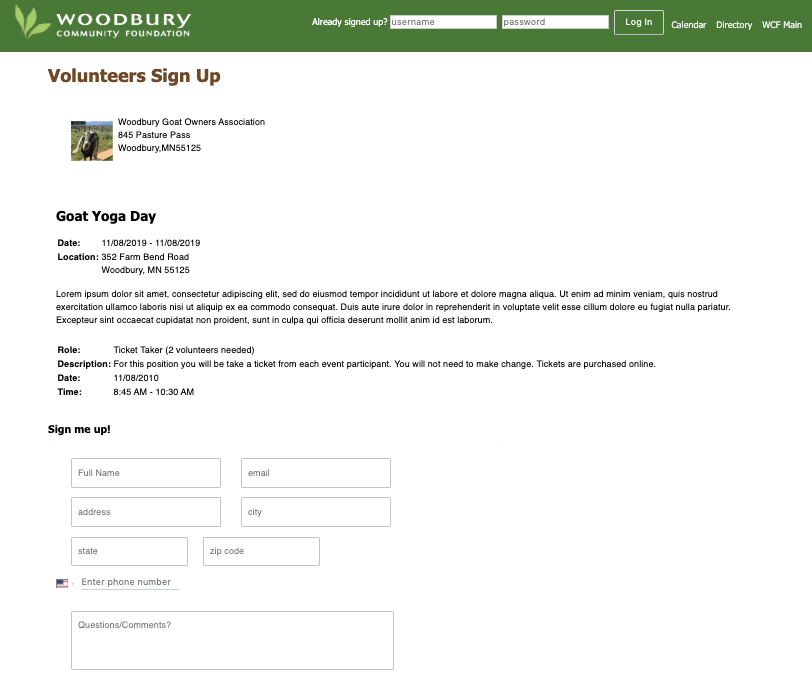 WOODBURY
COMMUNITY FOUNDATION
Already signed up? username password Log In Calendar Directory WCF Main
Volunteers Sign Up
Woodbury Goat Owners Association
845 Pasture Pass
Woodbury,MN55125
Goat Yoga Day
Date: 11/08/2019 - 11/08/2019
Location: 352 Farm Bend Road
Woodbury, MN 55125
Lorem ipsum dolor sit amet, consectetur adipiscing elit, sed do eiusmod tempor incididunt ut labore et dolore magna aliqua. Ut enim ad minim veniam, quis nostrud
exercitation ullamco laboris nisi ut aliquip ex ea commodo consequat. Duis aute irure dolor in reprehenderit in voluptate velit esse cillum dolore eu fugiat nulla pariatur.
Excepteur sint occaecat cupidatat non proident, sunt in culpa qui officia deserunt mollit anim id est laborum.
Role: Ticket Taker (2 volunteers needed)
Description: For this position you will be take a ticket from each event participant. You will not need to make change. Tickets are purchased online.
Date: 11/08/2010
Time: 8:45 AM - 10:30 AM
Sign me up!
Full Name email
address city
state zip code
Enter phone number
Questions/Comments?